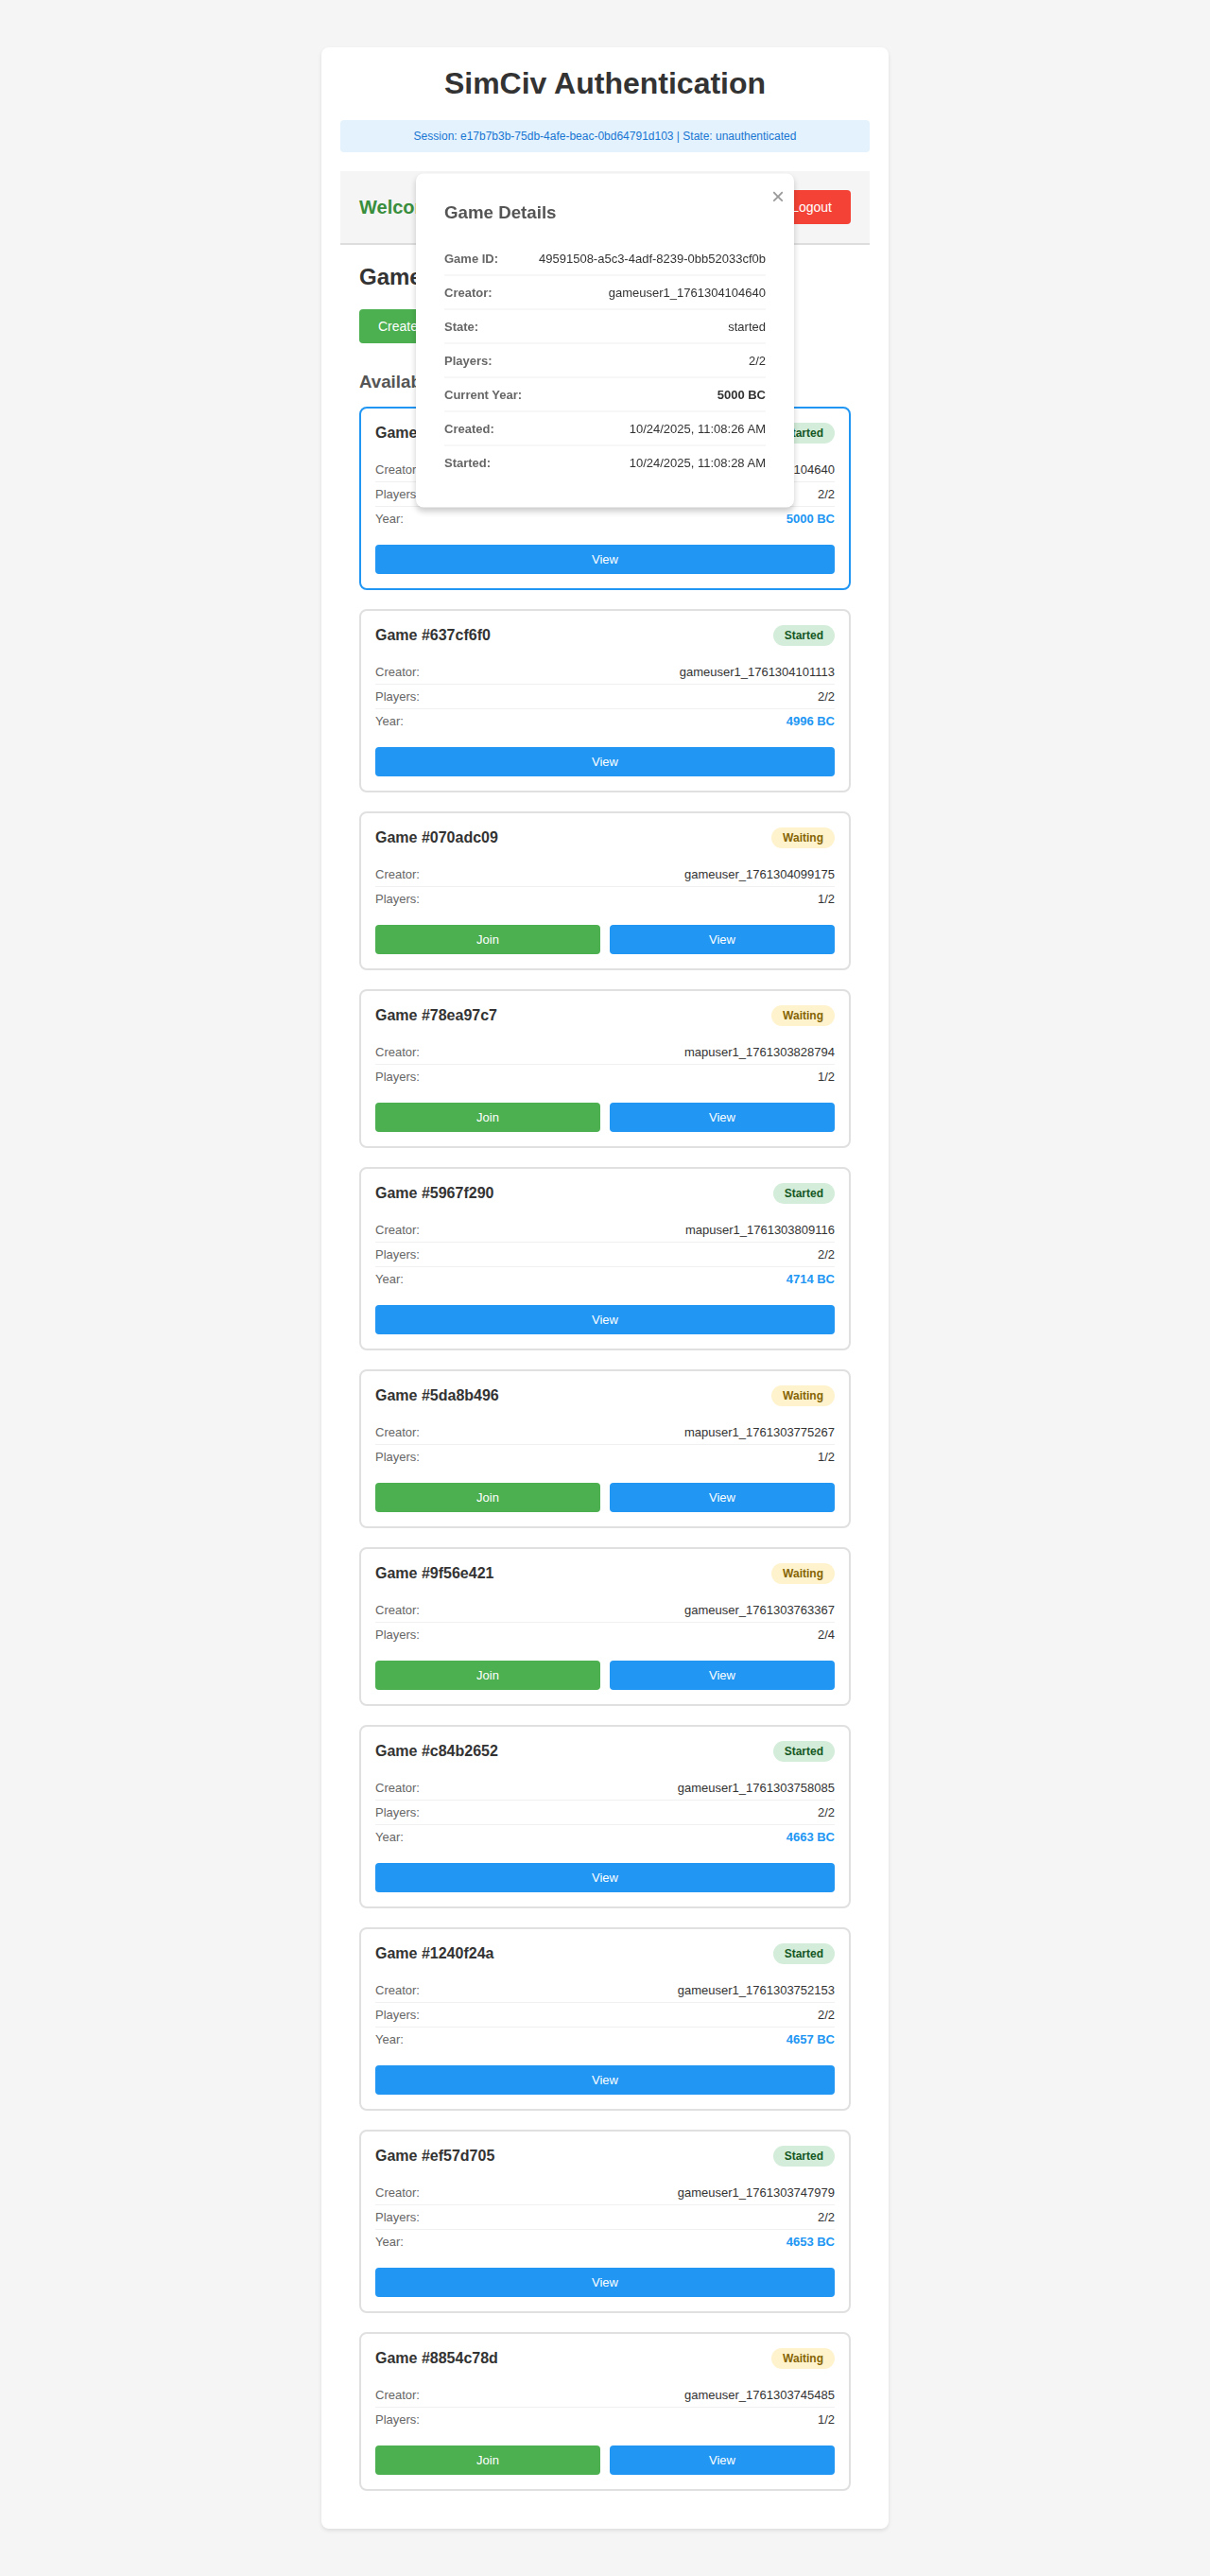 SimCiv Authentication
Session: e17b7b3b-75db-4afe-beac-0bd64791d103 | State: unauthenticated
Logout
×
Game Details
Game ID: 49591508-a5c3-4adf-8239-0bb52033cf0b
Creator: gameuser1_1761304104640
State: started
Players: 2/2
Current Year: 5000 BC
Created: 10/24/2025, 11:08:26 AM
Started: 10/24/2025, 11:08:28 AM
Game
Create
Game
104640
Players 2/2
Year: 5000 BC
View
Game #637cf6f0 Started
Creator: gameuser1_1761304101113
Players: 2/2
Year: 4996 BC
View
Game #070adc09 Waiting
Creator: gameuser_1761304099175
Players: 1/2
Join View
Game #78ea97c7 Waiting
Creator: mapuser1_1761303828794
Players: 1/2
Join View
Game #5967f290 Started
Creator: mapuser1_1761303809116
Players: 2/2
Year: 4714 BC
View
Game #5da8b496 Waiting
Creator: mapuser1_1761303775267
Players: 1/2
Join View
Game #9f56e421 Waiting
Creator: gameuser_1761303763367
Players: 2/4
Join View
Game #c84b2652 Started
Creator: gameuser1_1761303758085
Players: 2/2
Year: 4663 BC
View
Game #1240f24a Started
Creator: gameuser1_1761303752153
Players: 2/2
Year: 4657 BC
View
Game #ef57d705 Started
Creator: gameuser1_1761303747979
Players: 2/2
Year: 4653 BC
View
Game #8854c78d Waiting
Creator: gameuser_1761303745485
Players: 1/2
Join View